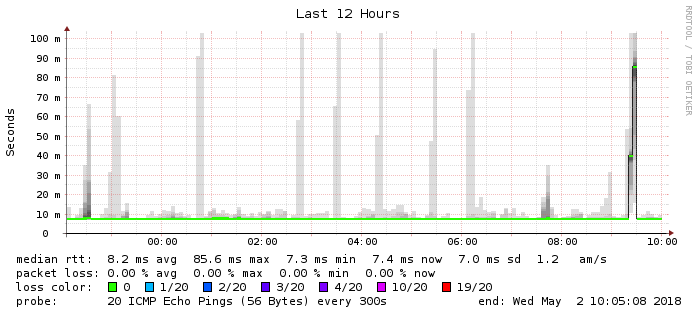 Last 12 Hours
RRDTOOL / TOBI OETIKER
Seconds
100 m
90 m
80 m
70 m
60 m
50 m
40 m
30 m
20 m
10 m
0
00:00 02:00 04:00 06:00 08:00 10:00
median rtt: 8.2 ms avg 85.6 ms max 7.3 ms min 7.4 ms now 7.0 ms sd 1.2 am/s
packet loss: 0.00 % avg 0.00 % max 0.00 % min 0.00 % now
loss color: 0 1/20 2/20 3/20 4/20 10/20 19/20
probe: 20 ICMP Echo Pings (56 Bytes) every 300s end: Wed May 2 10:05:08 2018